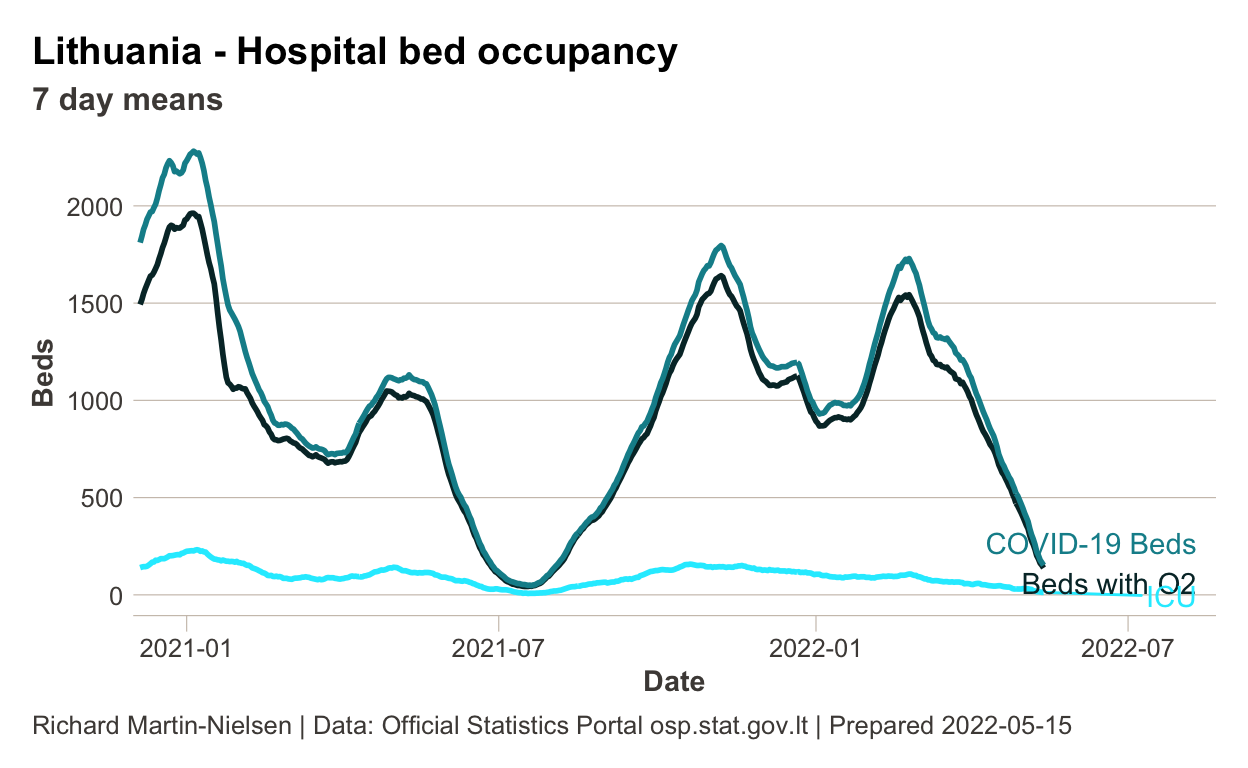 Lithuania - Hospital bed occupancy
7 day means
Beds
2000
1500
1000
500
0
COVID-19 Beds
Beds with O2
ICU
2021-01 2021-07 2022-01 2022-07
Date
Richard Martin-Nielsen | Data: Official Statistics Portal osp.stat.gov.lt | Prepared 2022-05-15